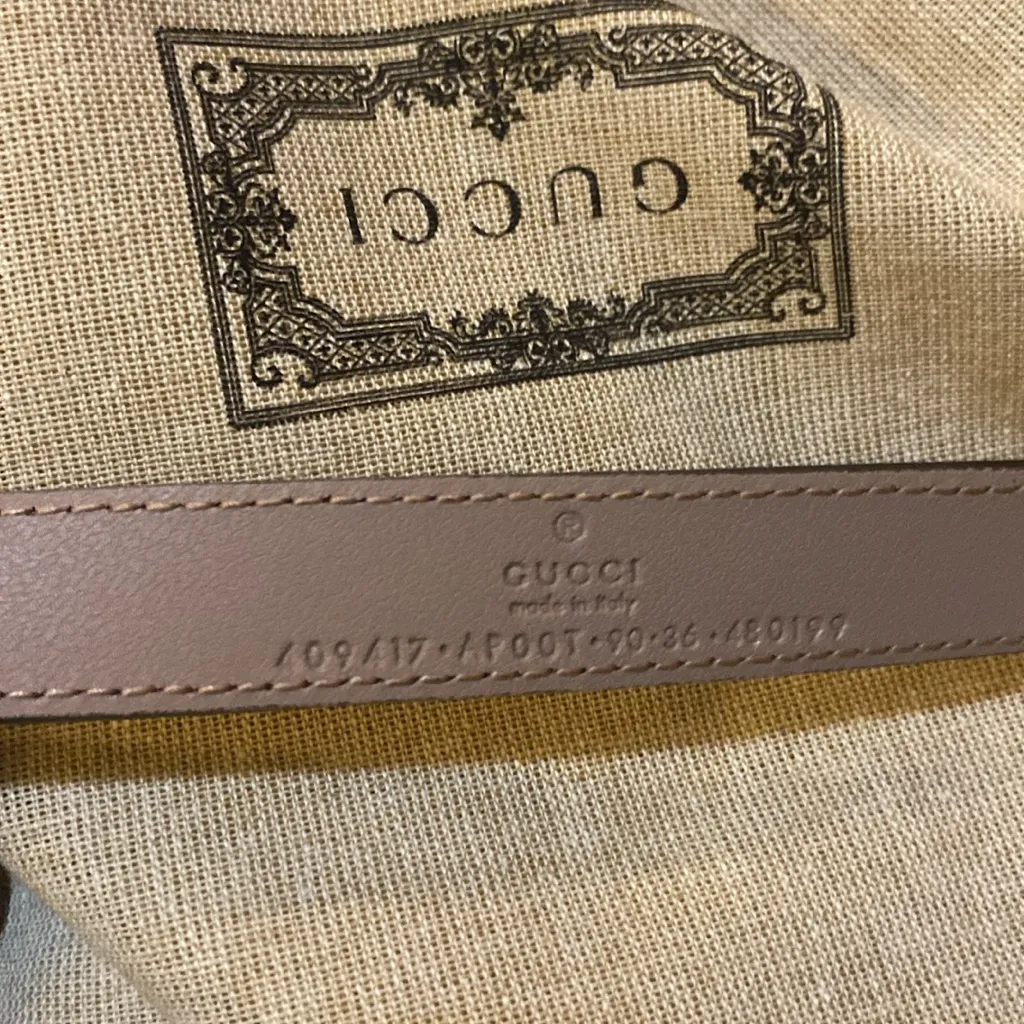 GUCCI
®
GUCCI
made in italy
409417·AP00T·90·36·480199